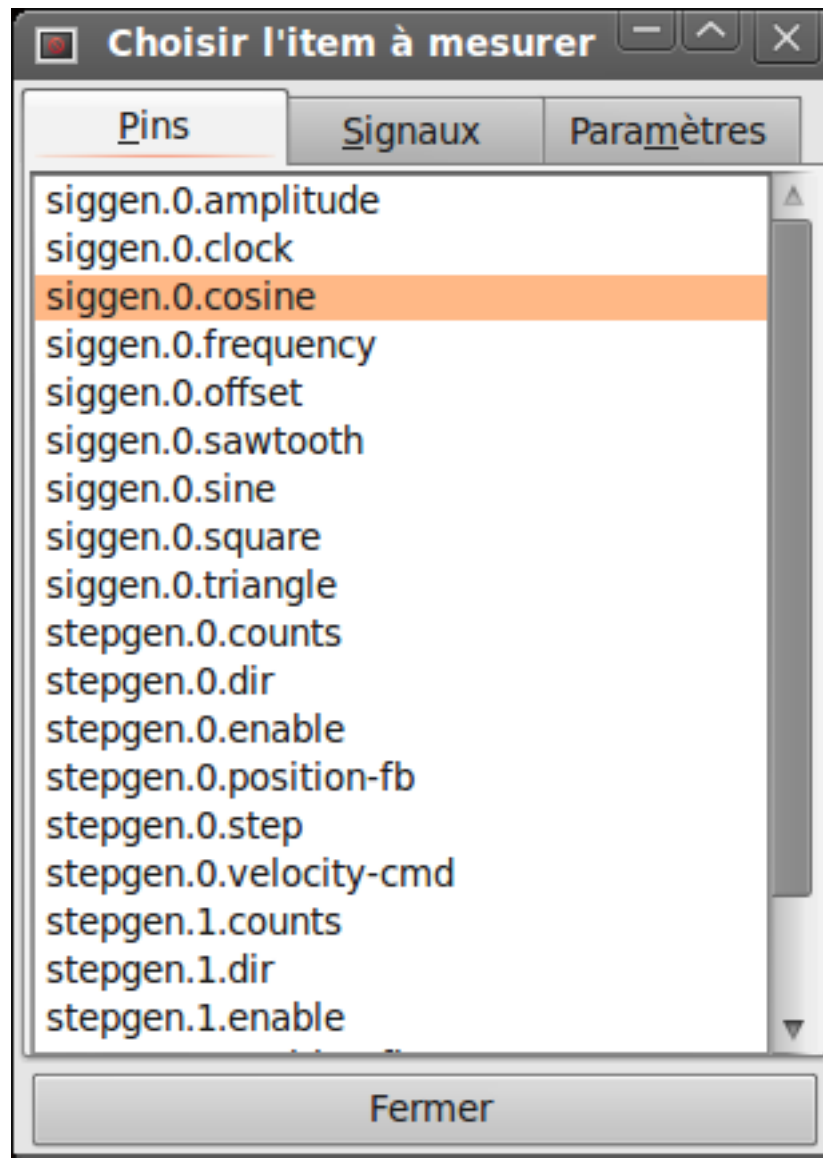 Choisir l'item à mesurer
Pins Signaux Paramètres
siggen.0.amplitude
siggen.0.clock
siggen.0.cosine
siggen.0.frequency
siggen.0.offset
siggen.0.sawtooth
siggen.0.sine
siggen.0.square
siggen.0.triangle
stepgen.0.counts
stepgen.0.dir
stepgen.0.enable
stepgen.0.position-fb
stepgen.0.step
stepgen.0.velocity-cmd
stepgen.1.counts
stepgen.1.dir
stepgen.1.enable
Fermer